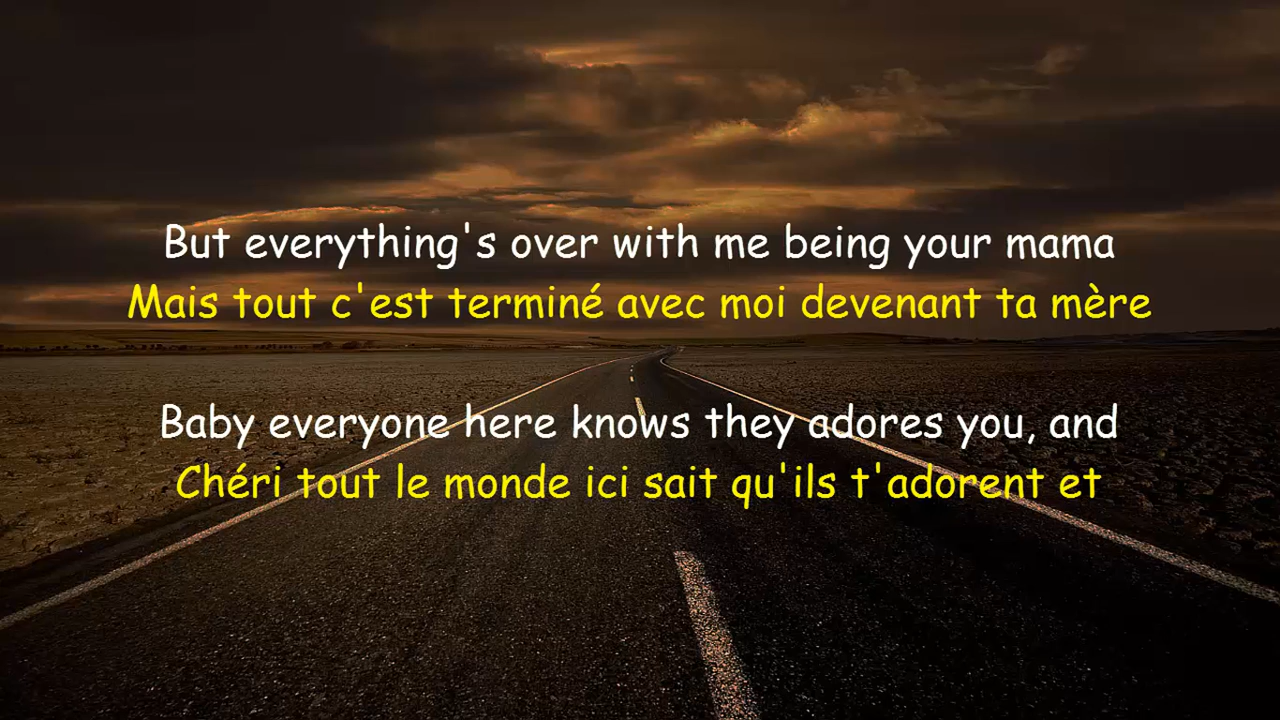 But everything's over with me being your mama
Mais tout c'est terminé avec moi devenant ta mère
Baby everyone here knows they adores you, and
Chéri tout le monde ici sait qu'ils t'adorent et